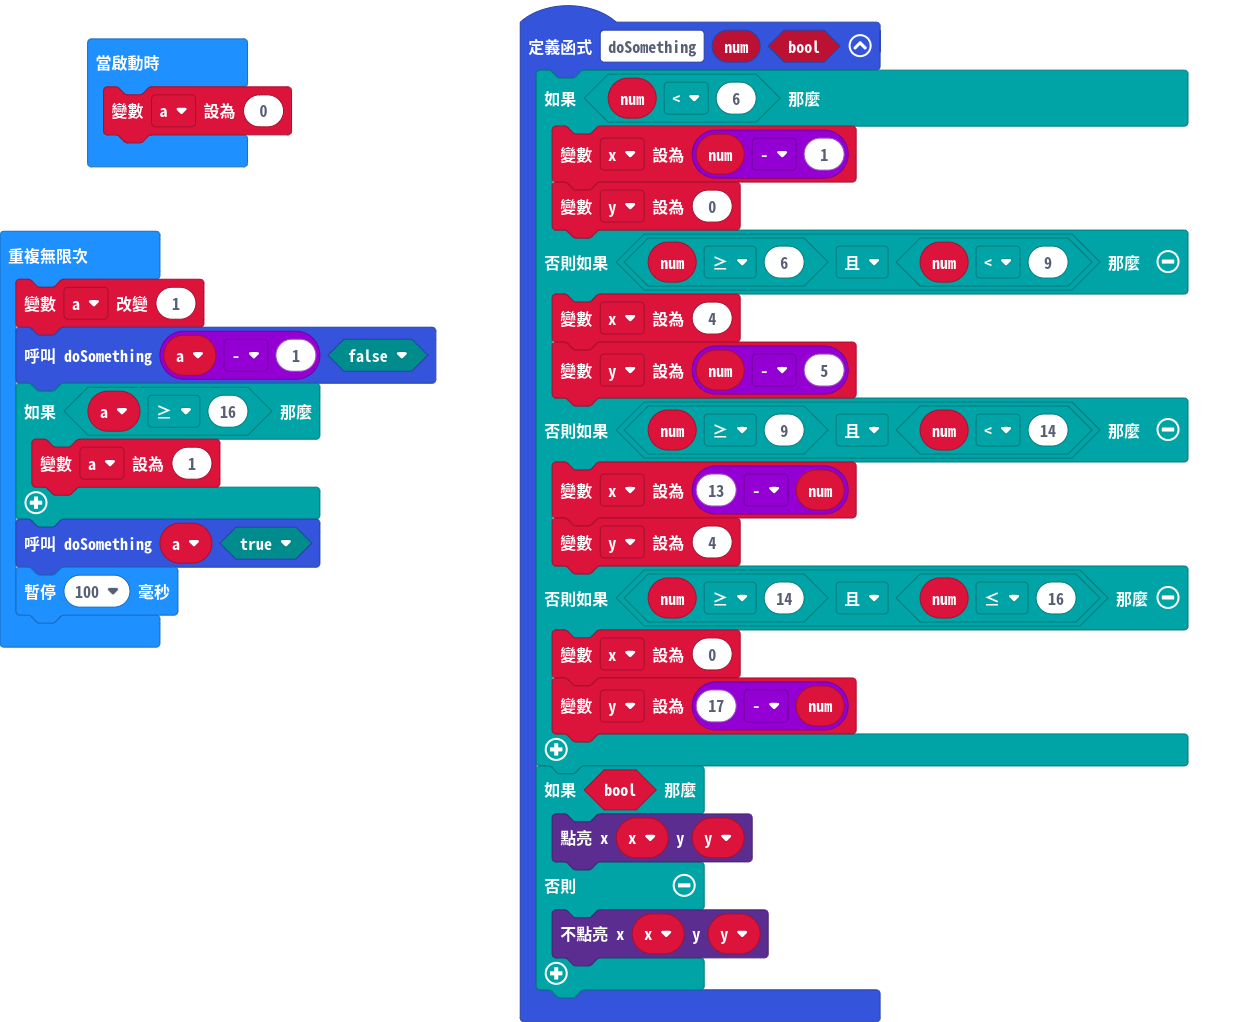 當啟動時
變數 a 設為 0
重複無限次
變數 a 改變 1
呼叫 doSomething a - 1 false
如果 a ≥ 16 那麼
變數 a 設為 1
呼叫 doSomething a true
暫停 100 毫秒
定義函式 doSomething num bool
如果 num < 6 那麼
變數 x 設為 num - 1
變數 y 設為 0
否則如果 num ≥ 6 且 num < 9 那麼
變數 x 設為 4
變數 y 設為 num - 5
否則如果 num ≥ 9 且 num < 14 那麼
變數 x 設為 13 - num
變數 y 設為 4
否則如果 num ≥ 14 且 num ≤ 16 那麼
變數 x 設為 0
變數 y 設為 17 - num
如果 bool 那麼
點亮 x x y y
否則
不點亮 x x y y